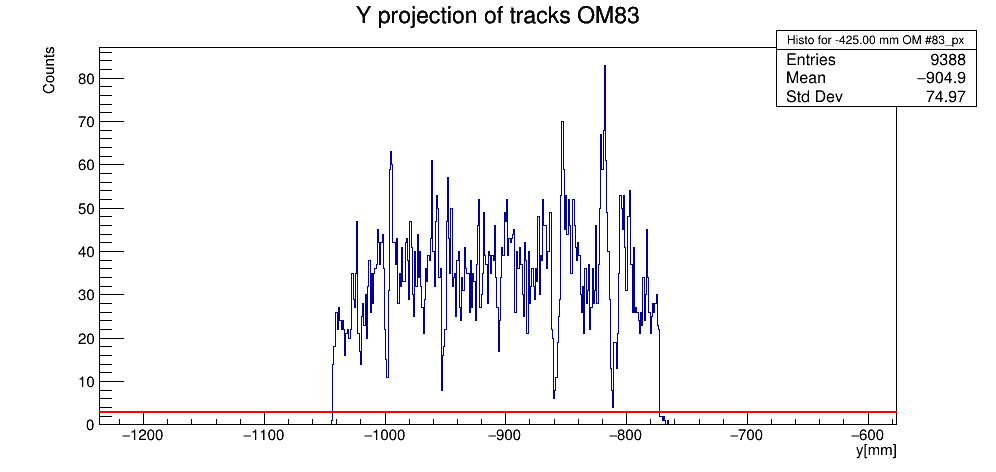 Y projection of tracks OM83
Histo for -425.00 mm OM #83_px
Entries 9388
Mean −904.9
Std Dev 74.97
Counts
80
70
60
50
40
30
20
10
0
−1200 −1100 −1000 −900 −800 −700 −600
y[mm]